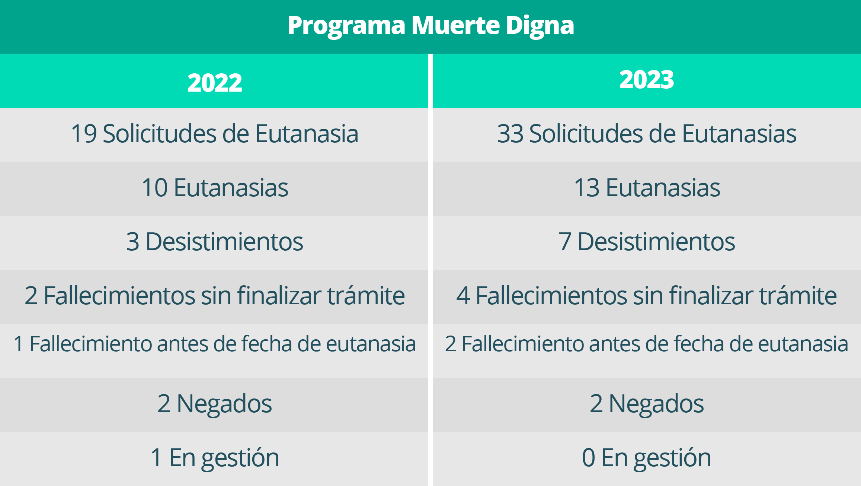 Programa Muerte Digna
2022 2023
19 Solicitudes de Eutanasia 33 Solicitudes de Eutanasias
10 Eutanasias 13 Eutanasias
3 Desistimientos 7 Desistimientos
2 Fallecimientos sin finalizar trámite 4 Fallecimientos sin finalizar trámite
1 Fallecimiento antes de fecha de eutanasia 2 Fallecimiento antes de fecha de eutanasia
2 Negados 2 Negados
1 En gestión 0 En gestión